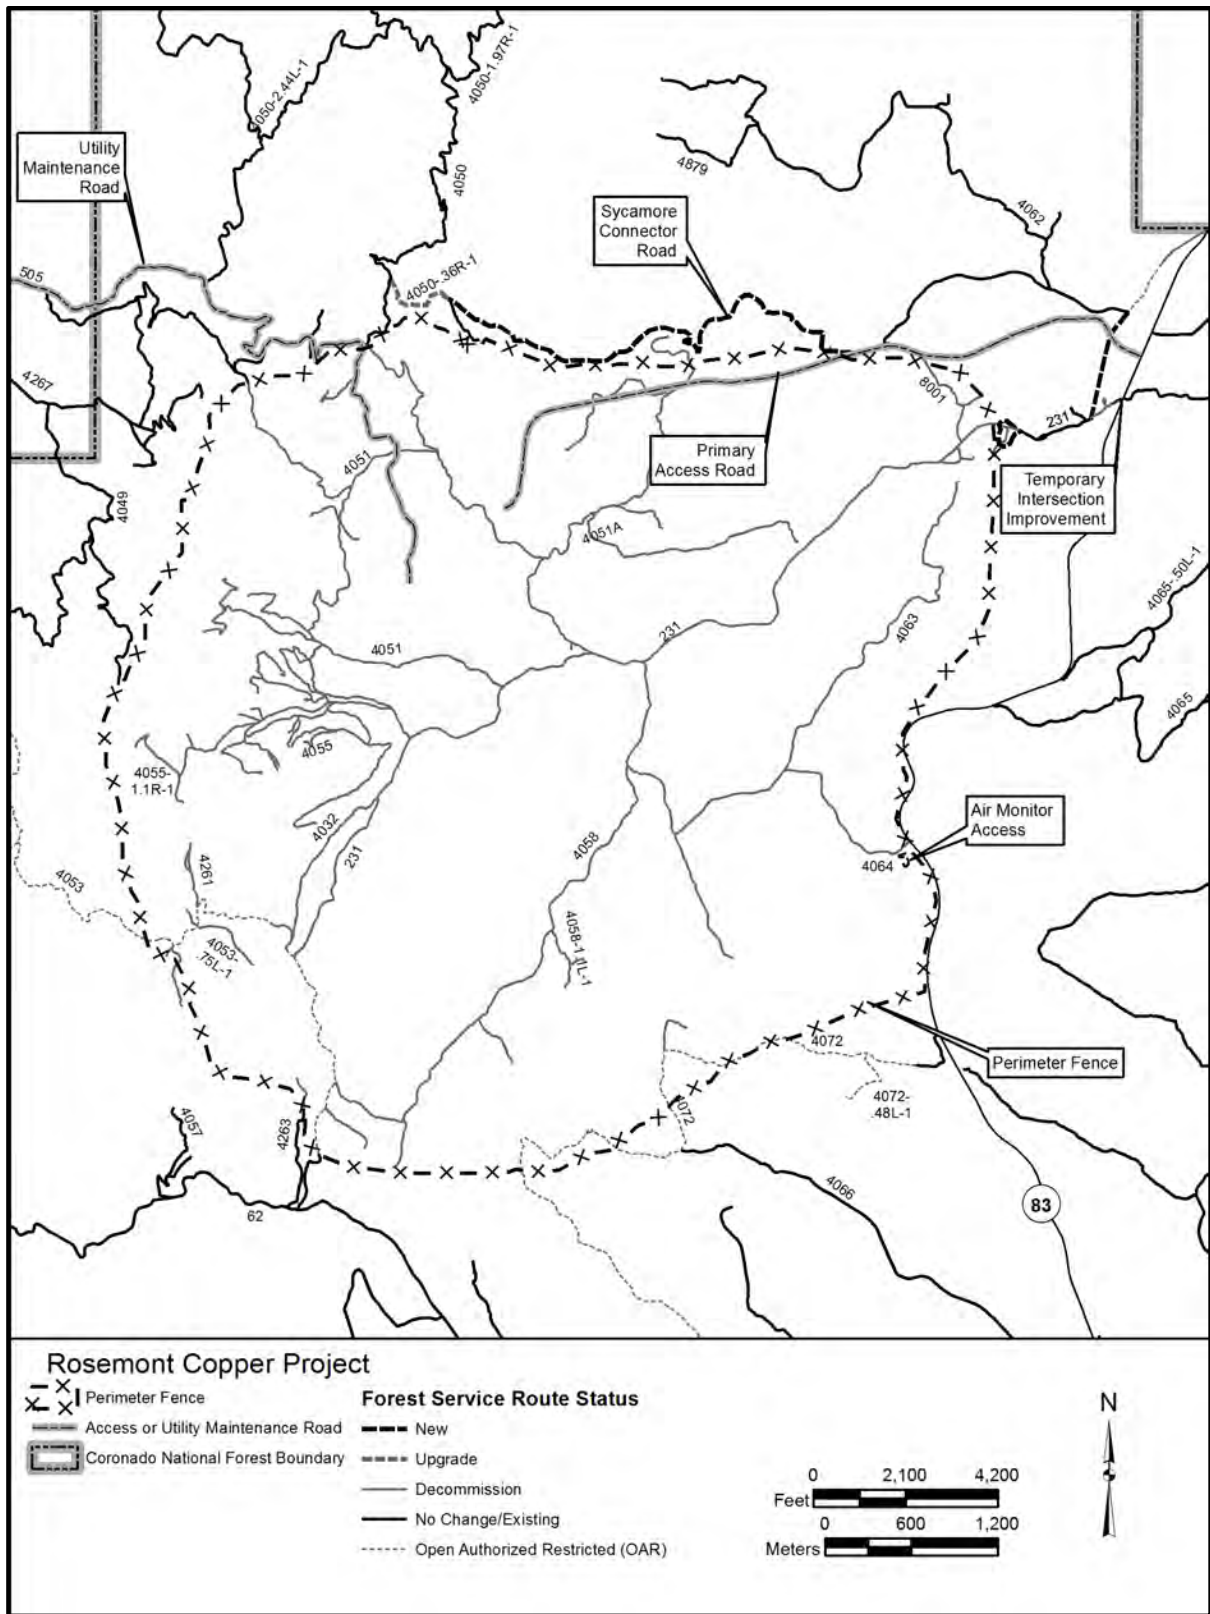 4050-2.44L-1
4050-1.97R-1
Utility
Maintenance
Road
4050
4879
Sycamore
Connector
Road
4062
505
4050-.36R-1
4267
8001
231
Primary
Access Road
4051
Temporary
Intersection
Improvement
4049
4051A
4065-.50L-1
4063
231
4051
4065
4055
4055-
1.1R-1
4032
231
4058
Air Monitor
Access
4064
4261
4053
4058-1.1L-1
4053-
.75L-1
4072
Perimeter Fence
4072-
.48L-1
4072
4057
4263
4066
62
83
Rosemont Copper Project
Perimeter Fence
Access or Utility Maintenance Road
Coronado National Forest Boundary
Forest Service Route Status
New
Upgrade
Decommission
No Change/Existing
Open Authorized Restricted (OAR)
0 2,100 4,200
Feet
0 600 1,200
Meters
N